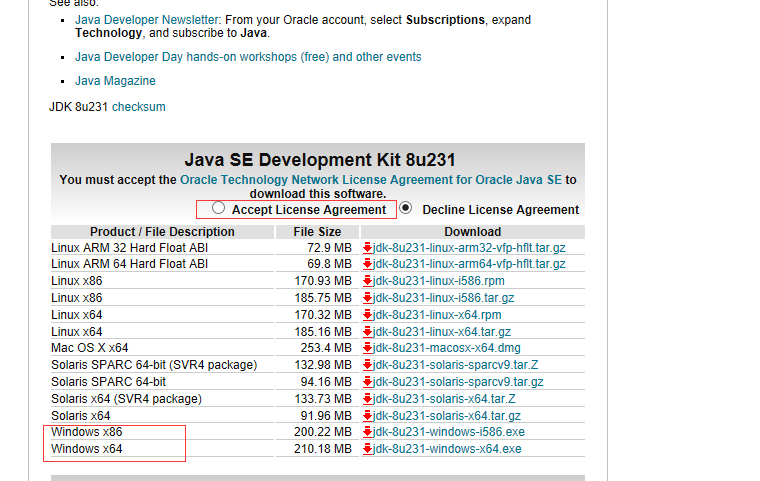 See also:
Java Developer Newsletter: From your Oracle account, select Subscriptions, expand
Technology, and subscribe to Java.
Java Developer Day hands-on workshops (free) and other events
Java Magazine
JDK 8u231 checksum
Java SE Development Kit 8u231
You must accept the Oracle Technology Network License Agreement for Oracle Java SE to
download this software.
Accept License Agreement Decline License Agreement
Product / File Description File Size Download
Linux ARM 32 Hard Float ABI 72.9 MB jdk-8u231-linux-arm32-vfp-hflt.tar.gz
Linux ARM 64 Hard Float ABI 69.8 MB jdk-8u231-linux-arm64-vfp-hflt.tar.gz
Linux x86 170.93 MB jdk-8u231-linux-i586.rpm
Linux x86 185.75 MB jdk-8u231-linux-i586.tar.gz
Linux x64 170.32 MB jdk-8u231-linux-x64.rpm
Linux x64 185.16 MB jdk-8u231-linux-x64.tar.gz
Mac OS X x64 253.4 MB jdk-8u231-macosx-x64.dmg
Solaris SPARC 64-bit (SVR4 package) 132.98 MB jdk-8u231-solaris-sparcv9.tar.Z
Solaris SPARC 64-bit 94.16 MB jdk-8u231-solaris-sparcv9.tar.gz
Solaris x64 (SVR4 package) 133.73 MB jdk-8u231-solaris-x64.tar.Z
Solaris x64 91.96 MB jdk-8u231-solaris-x64.tar.gz
Windows x86 200.22 MB jdk-8u231-windows-i586.exe
Windows x64 210.18 MB jdk-8u231-windows-x64.exe